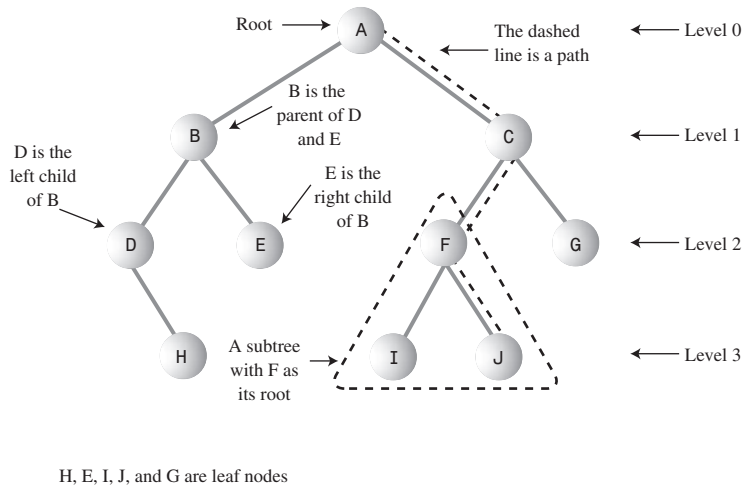 Root
A
The dashed
line is a path
Level 0
B is the
parent of D
and E
B
C
Level 1
D is the
left child
of B
E is the
right child
of B
D
E
F
G
Level 2
A subtree
with F as
its root
H
I
J
Level 3
H, E, I, J, and G are leaf nodes